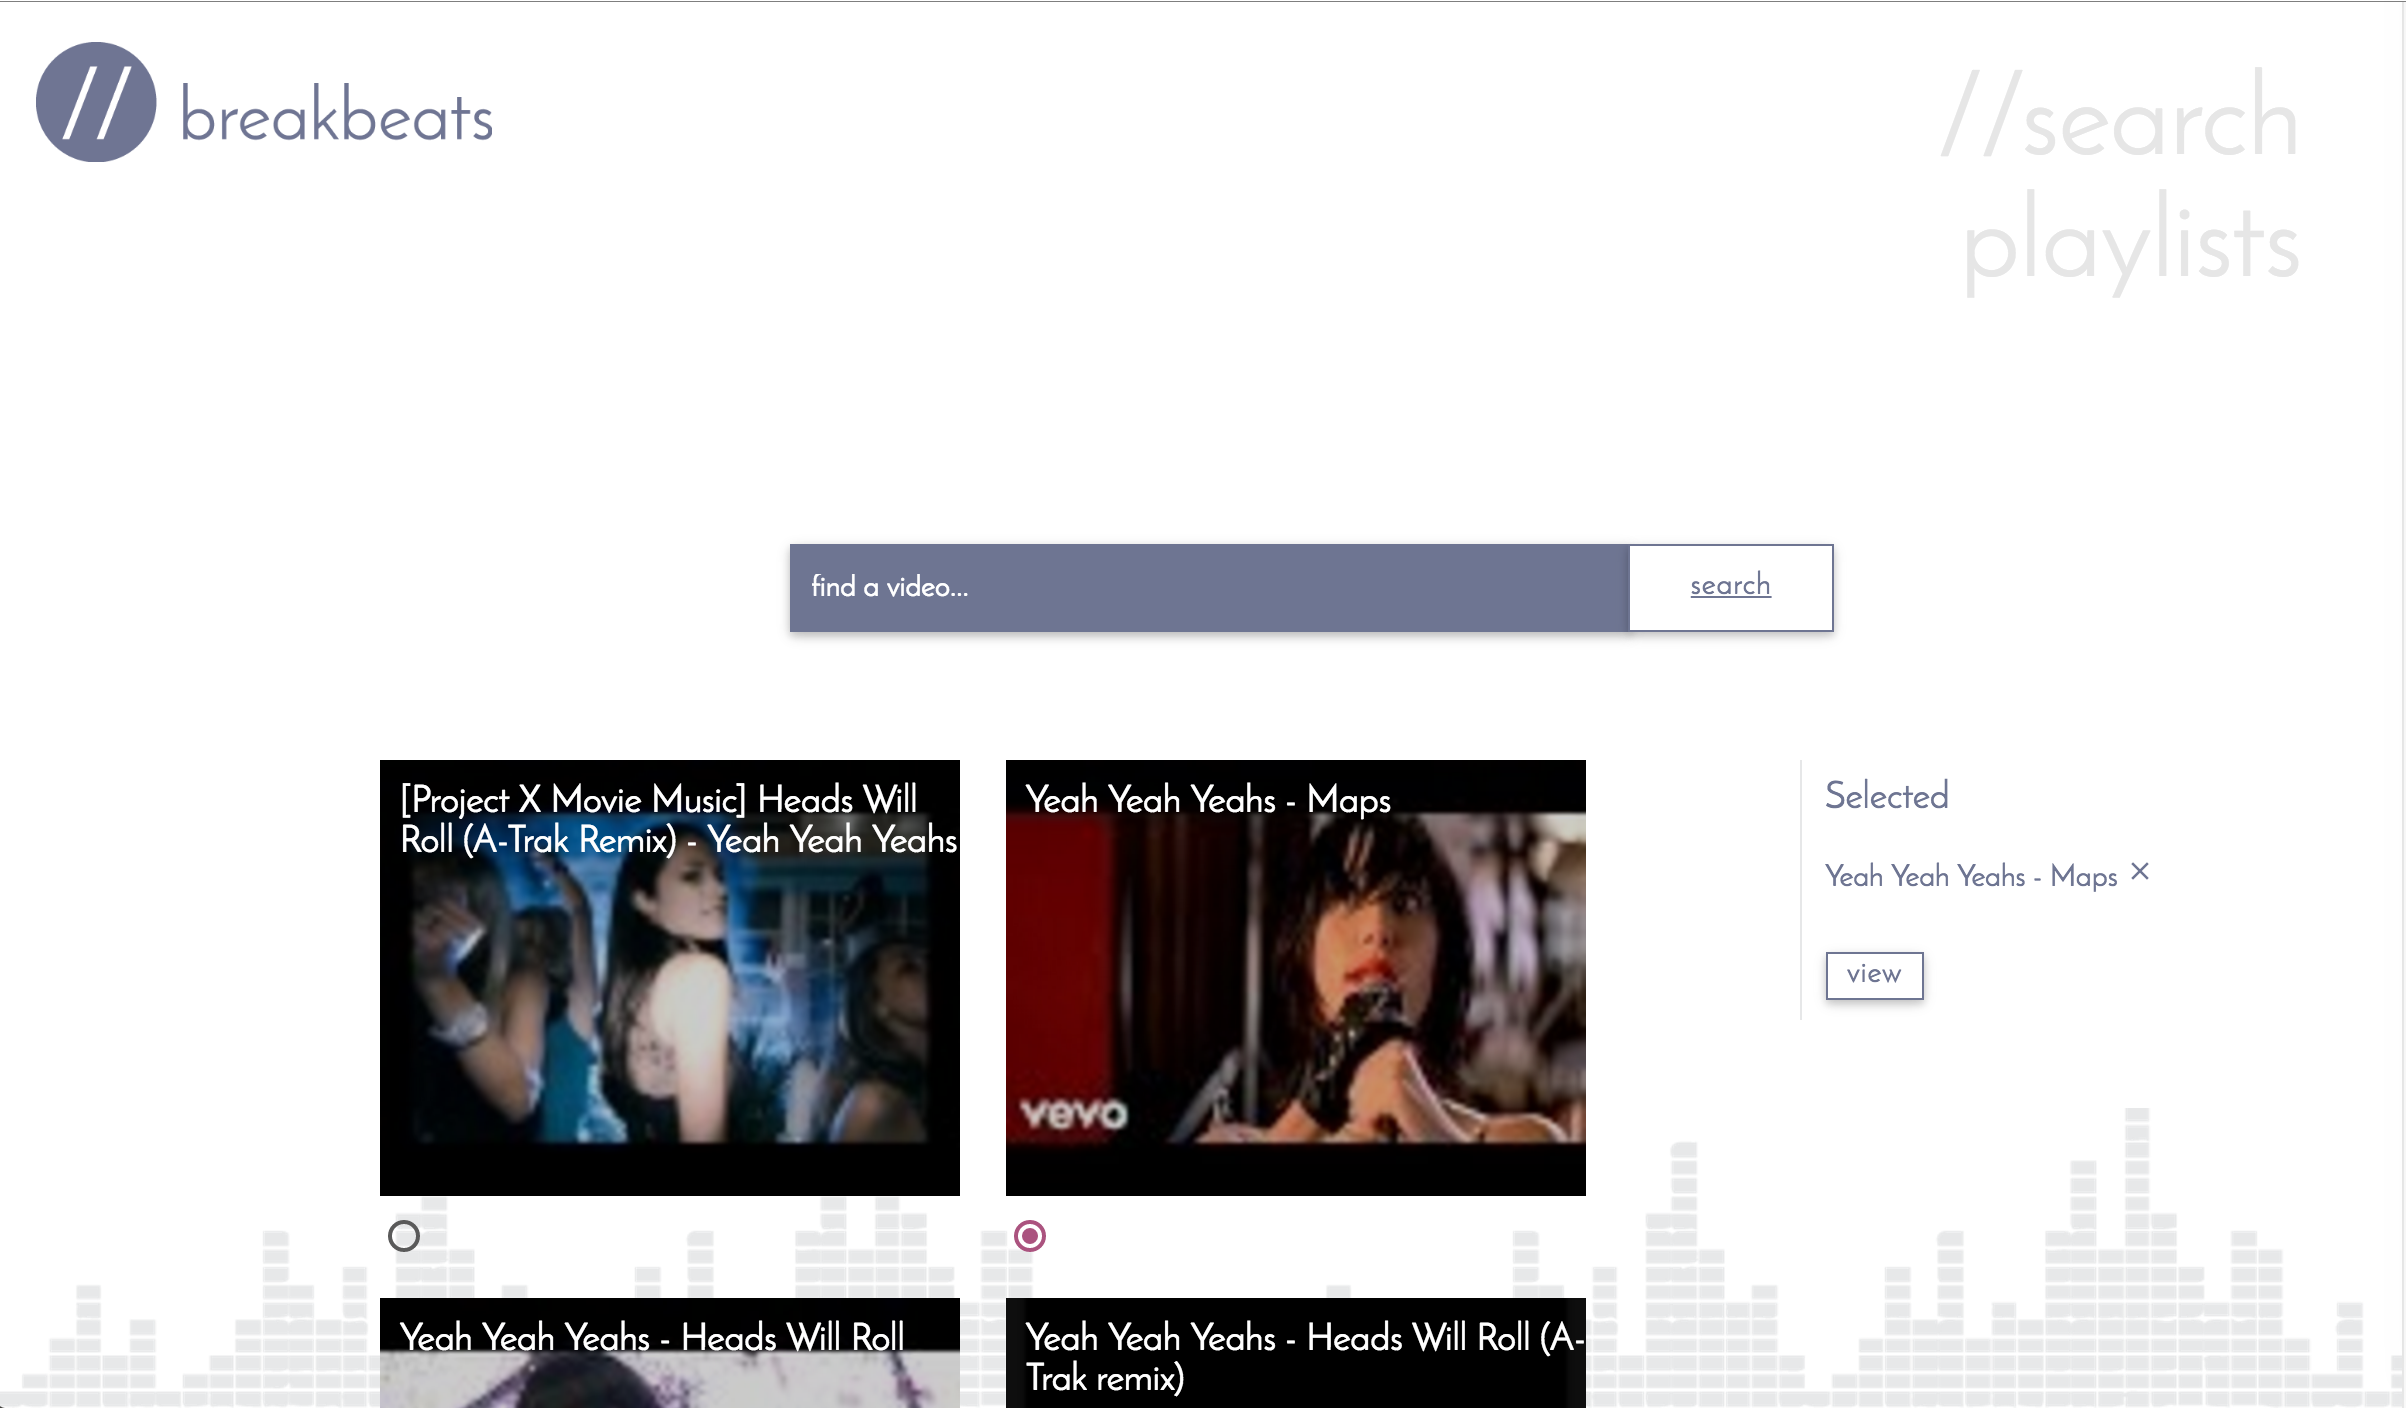 // breakbeats
//search
playlists
find a video...
search
[Project X Movie Music] Heads Will
Roll (A-Trak Remix) - Yeah Yeah Yeahs
Yeah Yeah Yeahs - Maps
vevo
Selected
Yeah Yeah Yeahs - Maps ×
view
Yeah Yeah Yeahs - Heads Will Roll
Yeah Yeah Yeahs - Heads Will Roll (A-
Trak remix)